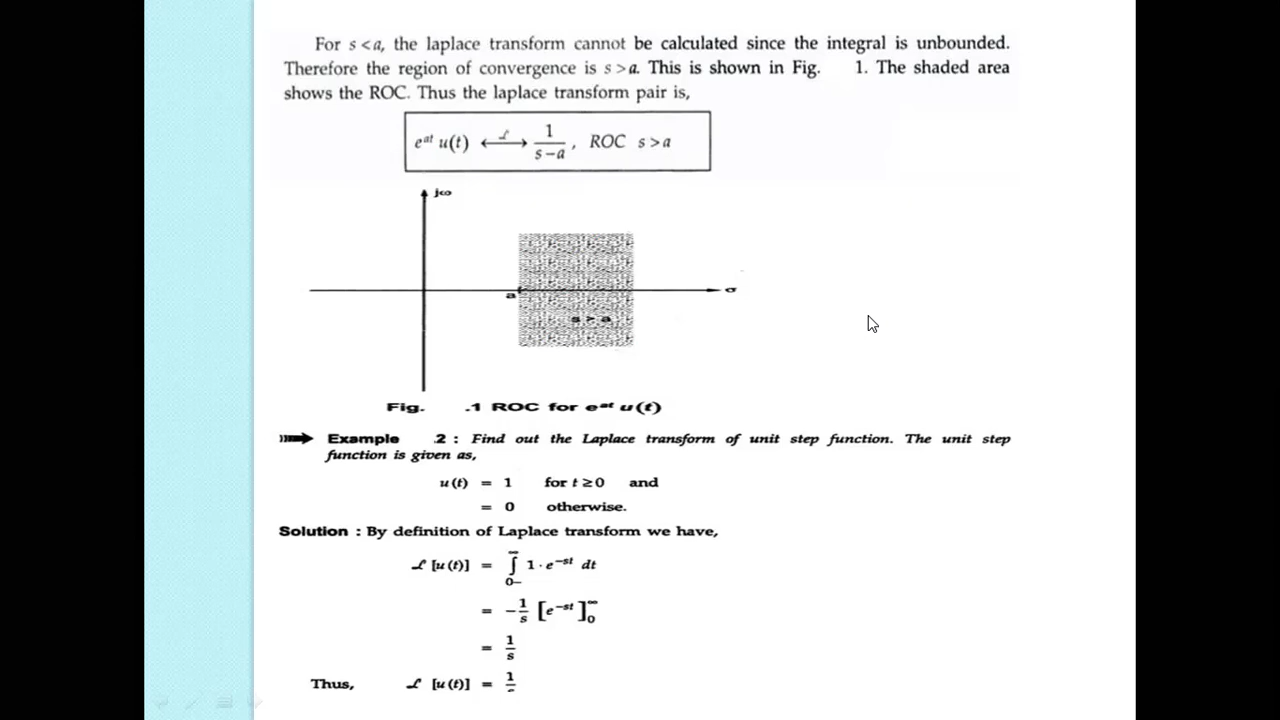 For s < a, the laplace transform cannot be calculated since the integral is unbounded.
Therefore the region of convergence is s > a. This is shown in Fig. 1. The shaded area
shows the ROC. Thus the laplace transform pair is,
e^{at} u(t) ⟷^{ℒ} 1/(s−a), ROC s > a
jω
a
σ
s > a
Fig. .1 ROC for e^{at} u(t)
Example .2 : Find out the Laplace transform of unit step function. The unit step
function is given as,
u(t) = 1 for t ≥ 0 and
= 0 otherwise.
Solution : By definition of Laplace transform we have,
ℒ [u(t)] = ∫_{0−}^{∞} 1 · e^{−st} dt
= −1/s [e^{−st}]_0^∞
= 1/s
Thus, ℒ [u(t)] = 1/s